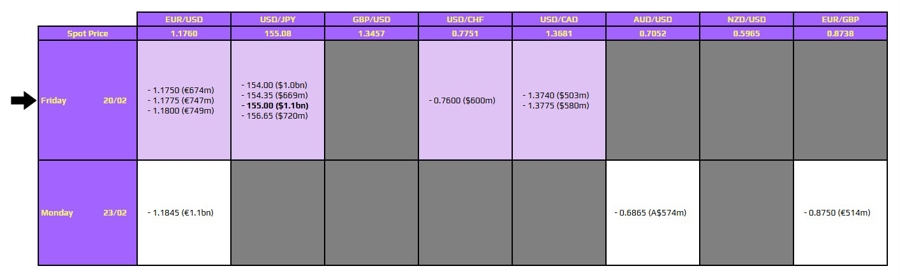 EUR/USD USD/JPY GBP/USD USD/CHF USD/CAD AUD/USD NZD/USD EUR/GBP
Spot Price 1.1760 155.08 1.3457 0.7751 1.3681 0.7052 0.5965 0.8738
Friday 20/02
- 1.1750 (€674m)
- 1.1775 (€747m)
- 1.1800 (€749m)
- 154.00 ($1.0bn)
- 154.35 ($669m)
- 155.00 ($1.1bn)
- 156.65 ($720m)
- 0.7600 ($600m)
- 1.3740 ($503m)
- 1.3775 ($580m)
Monday 23/02
- 1.1845 (€1.1bn)
- 0.6865 (A$574m)
- 0.8750 (€514m)